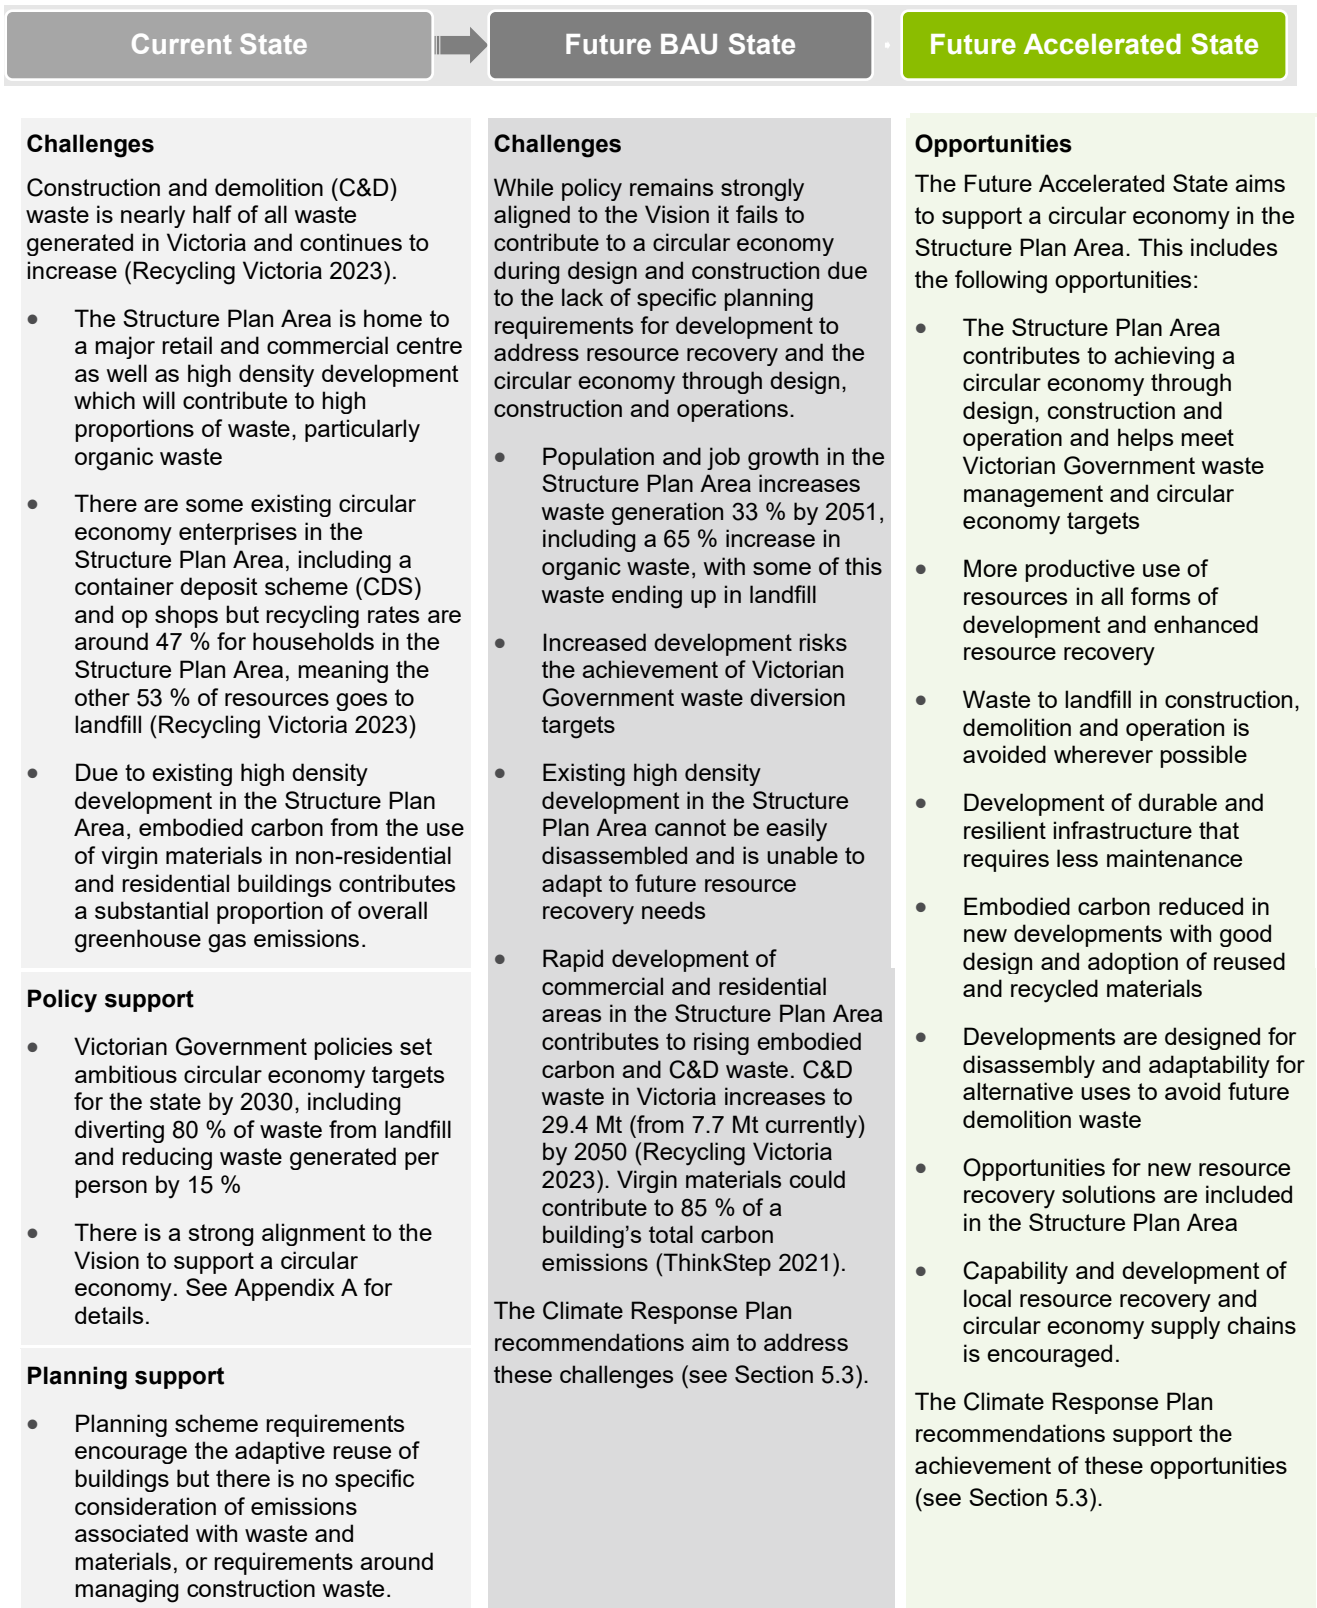 Current State
Future BAU State
Future Accelerated State
Challenges
Construction and demolition (C&D)
waste is nearly half of all waste
generated in Victoria and continues to
increase (Recycling Victoria 2023).
• The Structure Plan Area is home to
a major retail and commercial centre
as well as high density development
which will contribute to high
proportions of waste, particularly
organic waste
• There are some existing circular
economy enterprises in the
Structure Plan Area, including a
container deposit scheme (CDS)
and op shops but recycling rates are
around 47 % for households in the
Structure Plan Area, meaning the
other 53 % of resources goes to
landfill (Recycling Victoria 2023)
• Due to existing high density
development in the Structure Plan
Area, embodied carbon from the use
of virgin materials in non-residential
and residential buildings contributes
a substantial proportion of overall
greenhouse gas emissions.
Policy support
• Victorian Government policies set
ambitious circular economy targets
for the state by 2030, including
diverting 80 % of waste from landfill
and reducing waste generated per
person by 15 %
• There is a strong alignment to the
Vision to support a circular
economy. See Appendix A for
details.
Planning support
• Planning scheme requirements
encourage the adaptive reuse of
buildings but there is no specific
consideration of emissions
associated with waste and
materials, or requirements around
managing construction waste.
Challenges
While policy remains strongly
aligned to the Vision it fails to
contribute to a circular economy
during design and construction due
to the lack of specific planning
requirements for development to
address resource recovery and the
circular economy through design,
construction and operations.
• Population and job growth in the
Structure Plan Area increases
waste generation 33 % by 2051,
including a 65 % increase in
organic waste, with some of this
waste ending up in landfill
• Increased development risks
the achievement of Victorian
Government waste diversion
targets
• Existing high density
development in the Structure
Plan Area cannot be easily
disassembled and is unable to
adapt to future resource
recovery needs
• Rapid development of
commercial and residential
areas in the Structure Plan Area
contributes to rising embodied
carbon and C&D waste. C&D
waste in Victoria increases to
29.4 Mt (from 7.7 Mt currently)
by 2050 (Recycling Victoria
2023). Virgin materials could
contribute to 85 % of a
building's total carbon
emissions (ThinkStep 2021).
The Climate Response Plan
recommendations aim to address
these challenges (see Section 5.3).
Opportunities
The Future Accelerated State aims
to support a circular economy in the
Structure Plan Area. This includes
the following opportunities:
• The Structure Plan Area
contributes to achieving a
circular economy through
design, construction and
operation and helps meet
Victorian Government waste
management and circular
economy targets
• More productive use of
resources in all forms of
development and enhanced
resource recovery
• Waste to landfill in construction,
demolition and operation is
avoided wherever possible
• Development of durable and
resilient infrastructure that
requires less maintenance
• Embodied carbon reduced in
new developments with good
design and adoption of reused
and recycled materials
• Developments are designed for
disassembly and adaptability for
alternative uses to avoid future
demolition waste
• Opportunities for new resource
recovery solutions are included
in the Structure Plan Area
• Capability and development of
local resource recovery and
circular economy supply chains
is encouraged.
The Climate Response Plan
recommendations support the
achievement of these opportunities
(see Section 5.3).